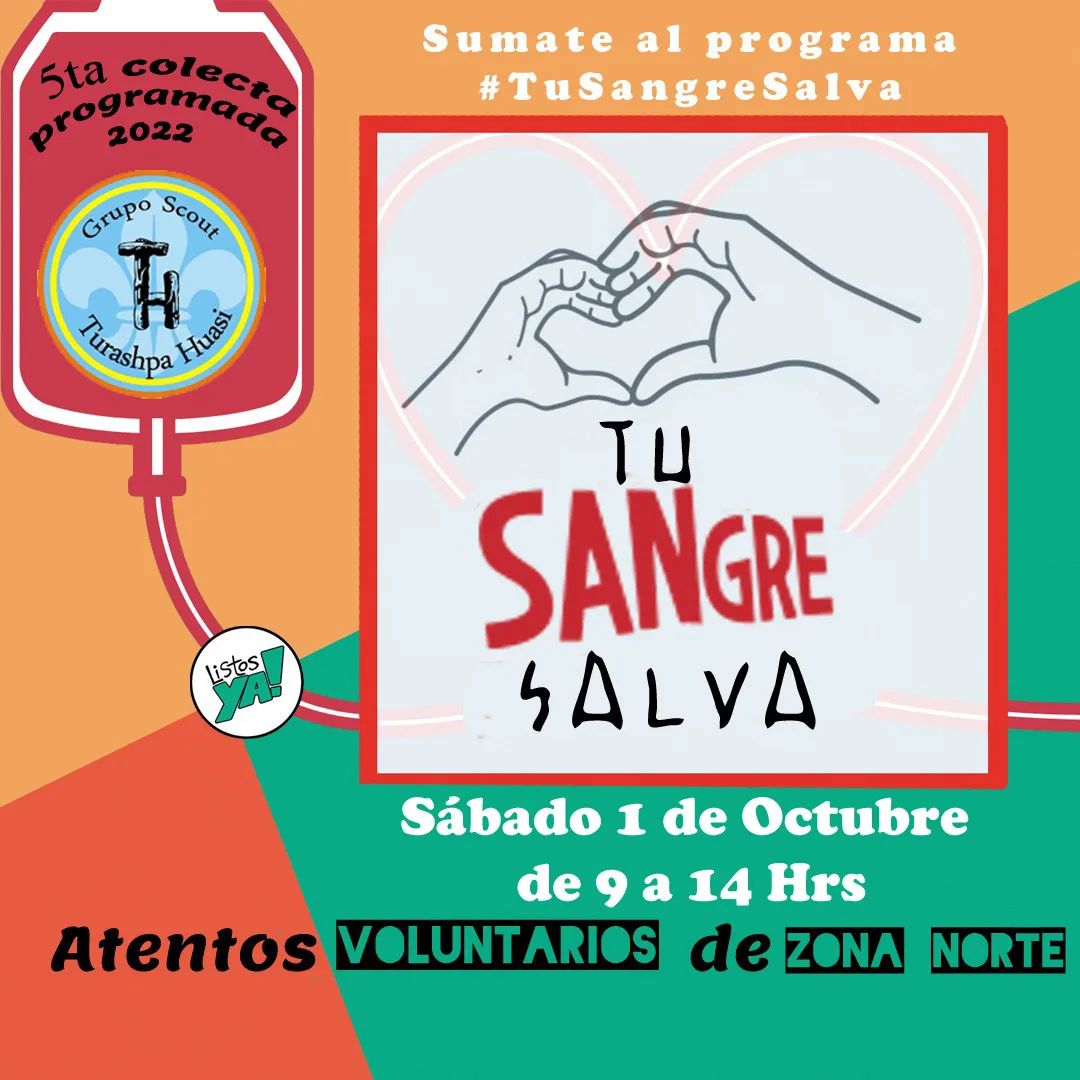 5ta colecta
programada
2022
Grupo Scout
TH
Turashpa Huasi
Sumate al programa
#TuSangreSalva
TU
SANGRE
SALVA
Listos
YA!
Sábado 1 de Octubre
de 9 a 14 Hrs
Atentos VOLUNTARIOS de ZONA NORTE